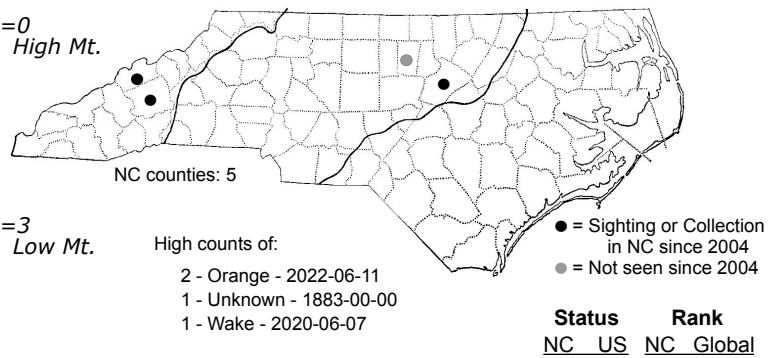 =0
High Mt.
NC counties: 5
=3
Low Mt.
High counts of:
2 - Orange - 2022-06-11
1 - Unknown - 1883-00-00
1 - Wake - 2020-06-07
= Sighting or Collection
in NC since 2004
= Not seen since 2004
Status Rank
NC US NC Global